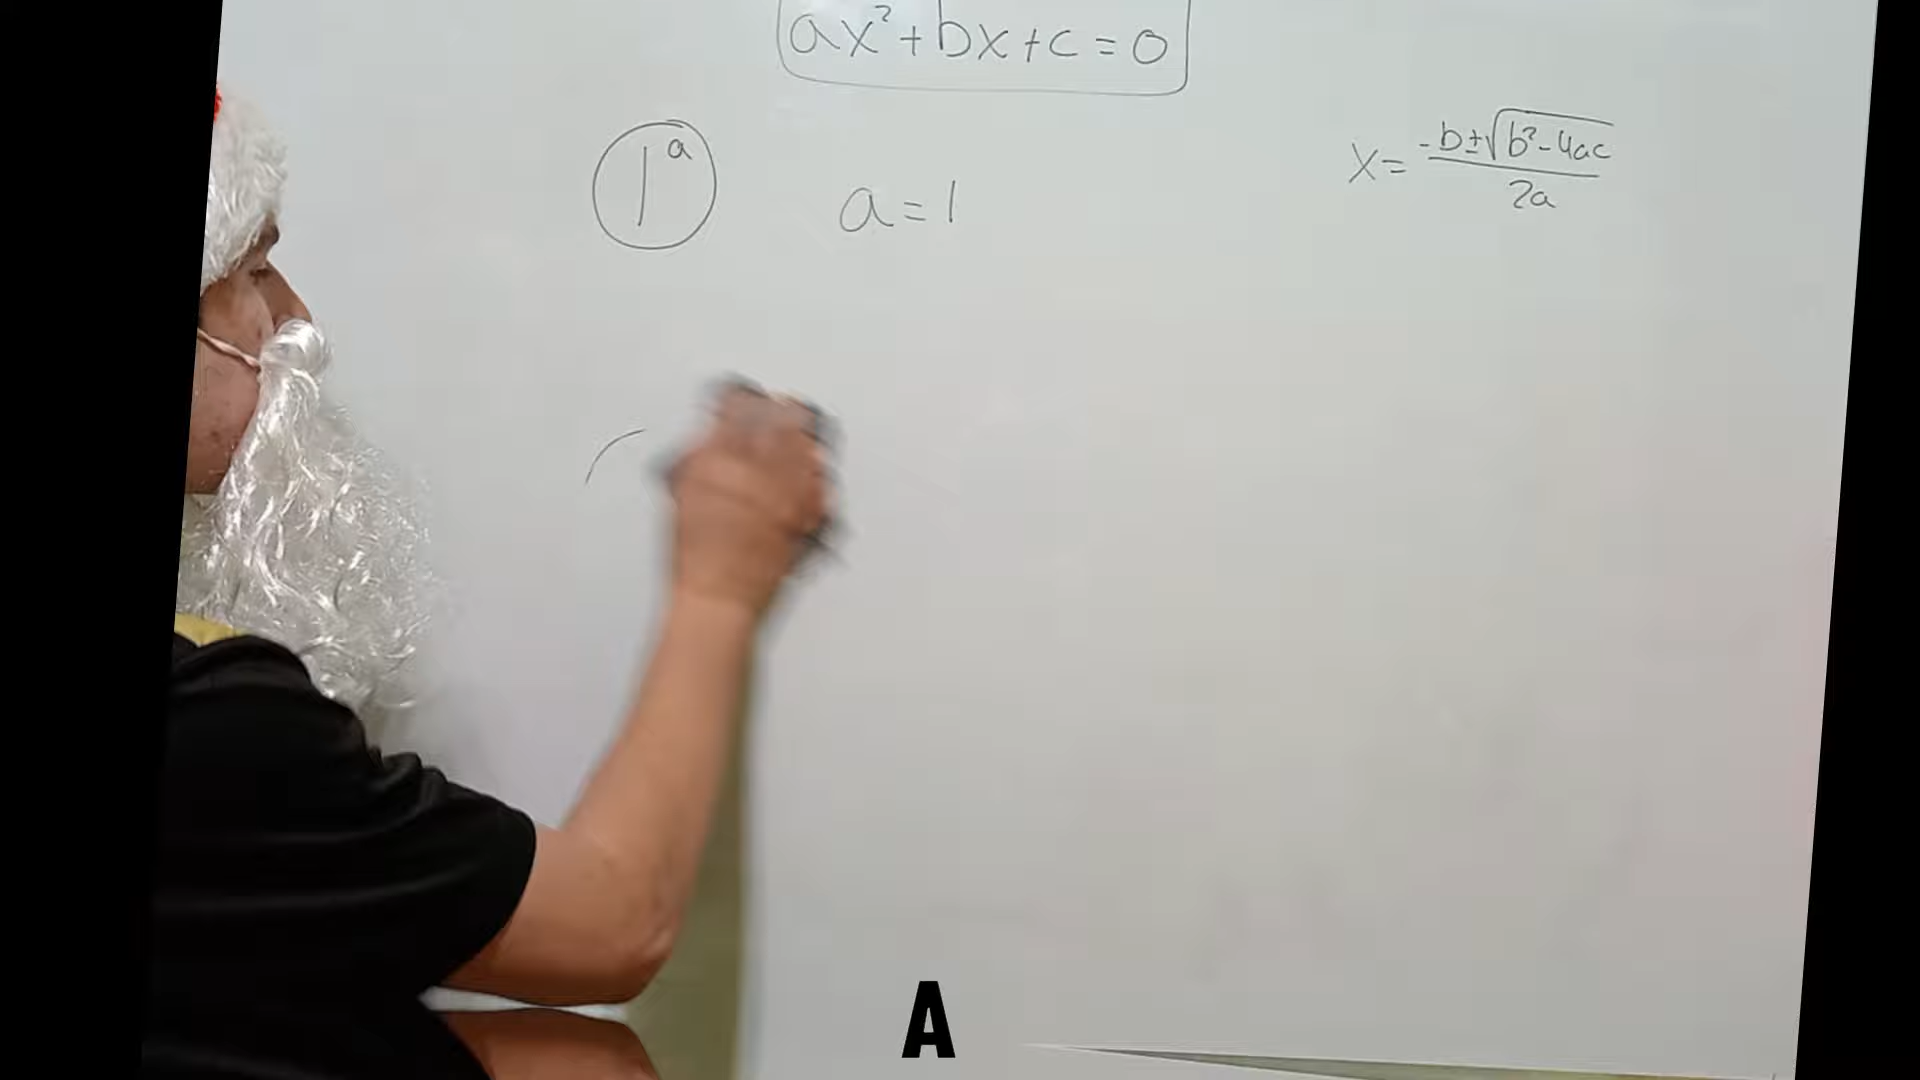 ax²+bx+c=0
1ª
a=1
x= -b±√b²-4ac / 2a
A